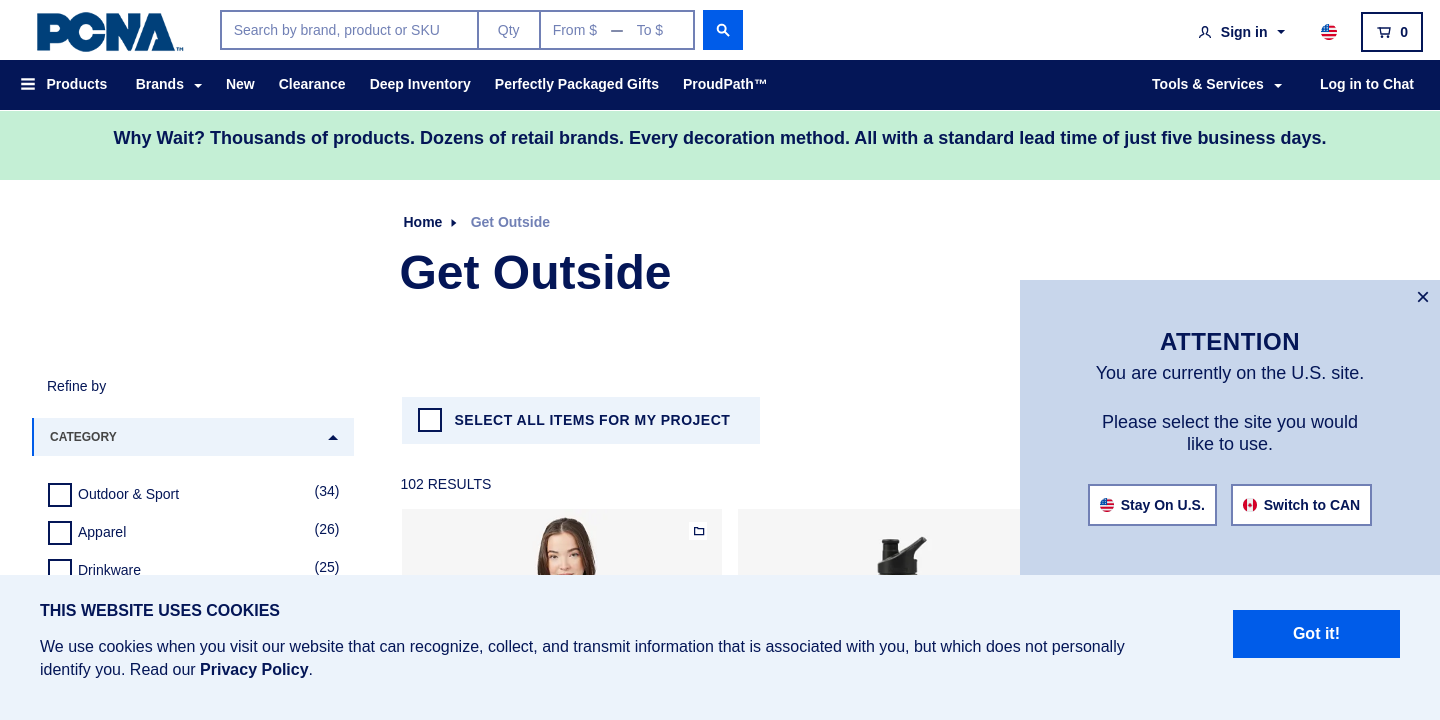 PCNA™
Search by brand, product or SKU
Qty
From $ — To $
Sign in
0
Products
Brands
New
Clearance
Deep Inventory
Perfectly Packaged Gifts
ProudPath™
Tools & Services
Log in to Chat
Why Wait? Thousands of products. Dozens of retail brands. Every decoration method. All with a standard lead time of just five business days.
Home
Get Outside
Get Outside
Refine by
CATEGORY
Outdoor & Sport (34)
Apparel (26)
Drinkware (25)
SELECT ALL ITEMS FOR MY PROJECT
102 RESULTS
×
ATTENTION
You are currently on the U.S. site.
Please select the site you would
like to use.
Stay On U.S.
Switch to CAN
THIS WEBSITE USES COOKIES
We use cookies when you visit our website that can recognize, collect, and transmit information that is associated with you, but which does not personally
identify you. Read our Privacy Policy.
Got it!